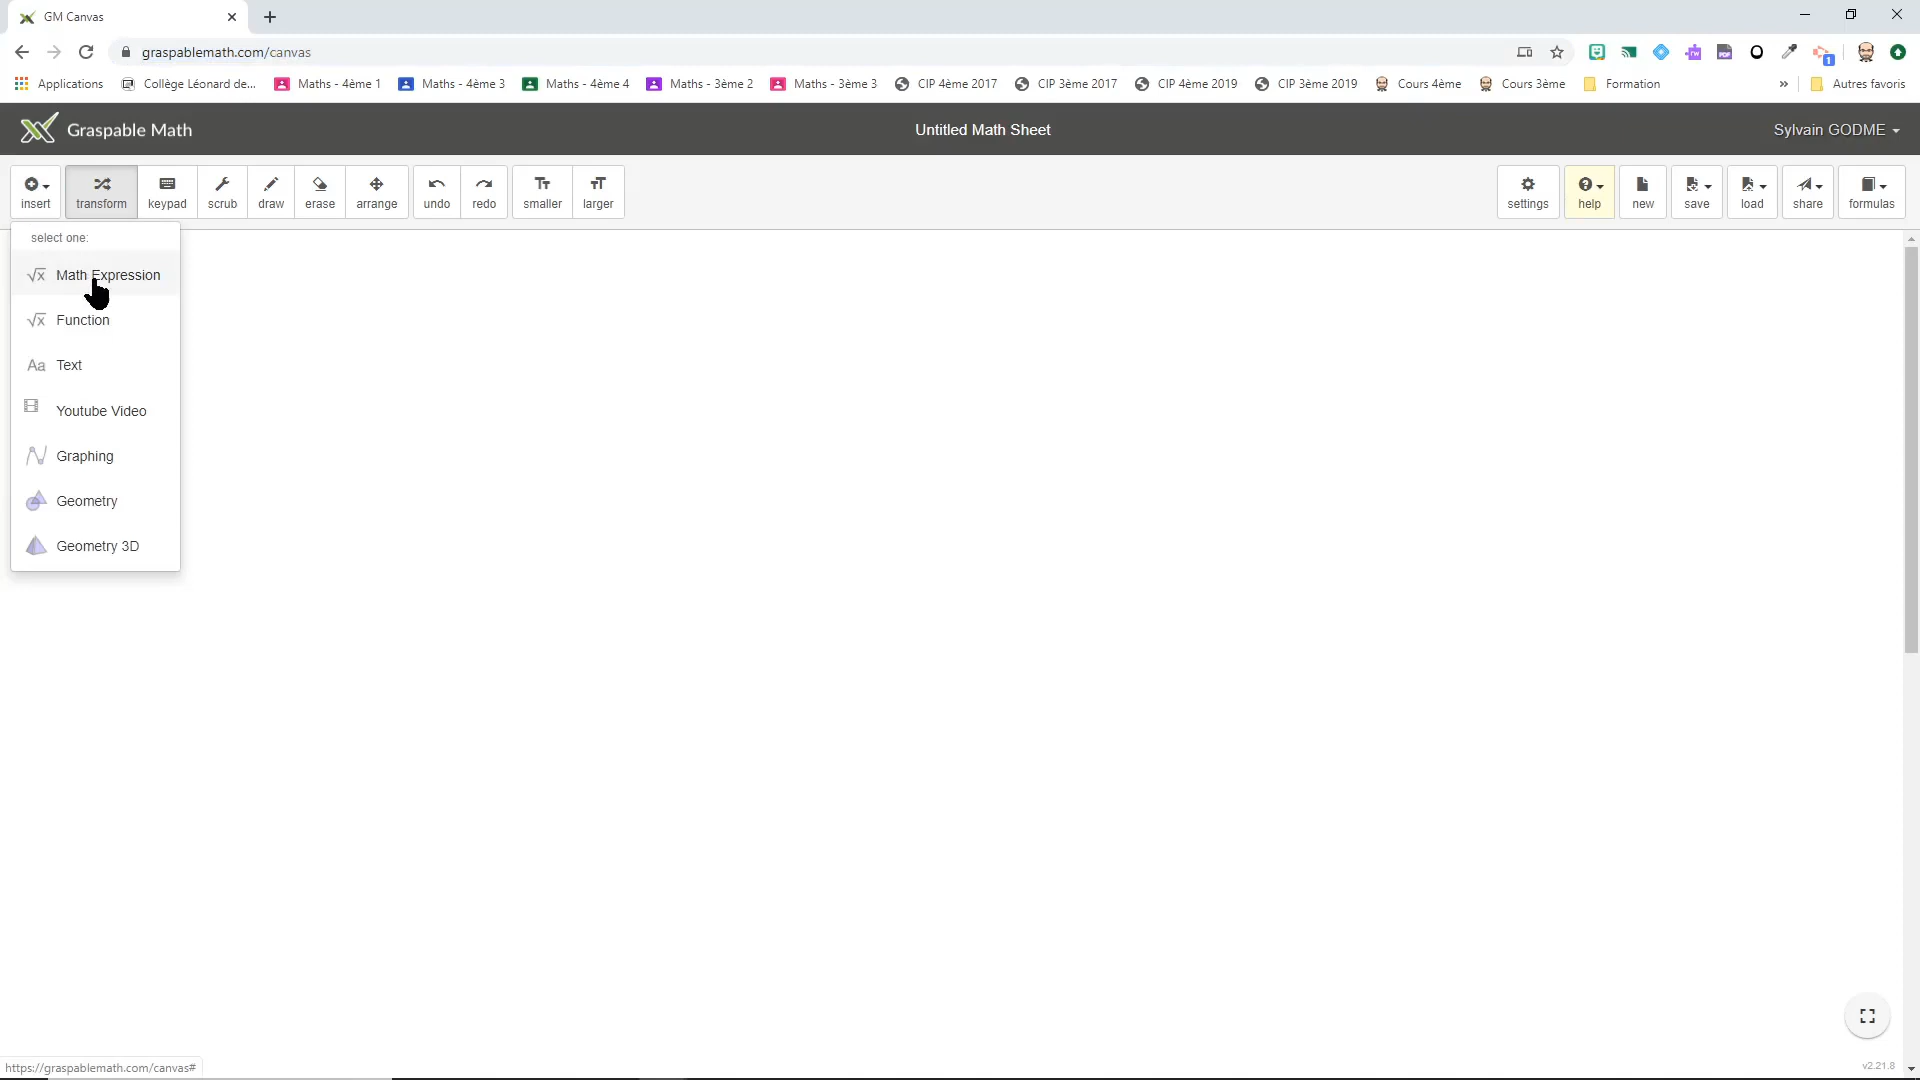 GM Canvas
graspablemath.com/canvas
1
Applications Collège Léonard de... Maths - 4ème 1 Maths - 4ème 3 Maths - 4ème 4 Maths - 3ème 2 Maths - 3ème 3 CIP 4ème 2017 CIP 3ème 2017 CIP 4ème 2019 CIP 3ème 2019 Cours 4ème Cours 3ème Formation » Autres favoris
Graspable Math Untitled Math Sheet Sylvain GODME
insert transform keypad scrub draw erase arrange undo redo smaller larger settings help new save load share formulas
select one:
√x Math Expression
√x Function
Aa Text
Youtube Video
Graphing
Geometry
Geometry 3D
https://graspablemath.com/canvas#
v2.21.8